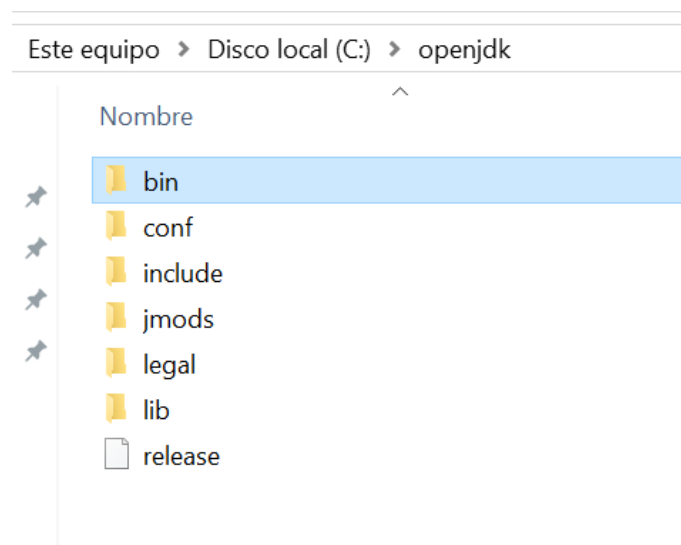 Este equipo > Disco local (C:) > openjdk
Nombre
bin
conf
include
jmods
legal
lib
release